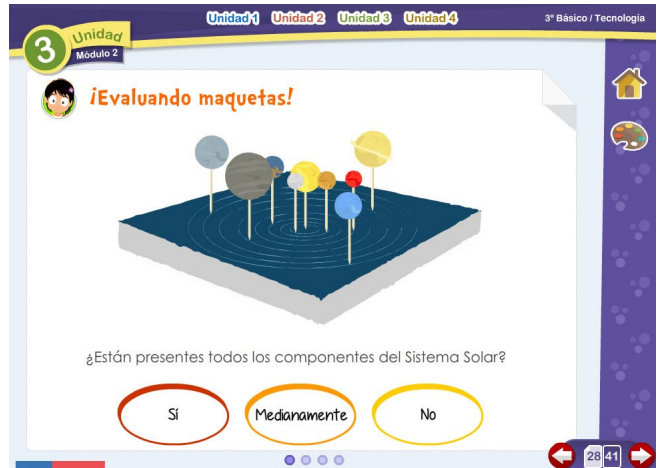 Unidad 1 Unidad 2 Unidad 3 Unidad 4
3° Básico / Tecnología
3 Unidad
Módulo 2
¡Evaluando maquetas!
¿Están presentes todos los componentes del Sistema Solar?
Sí Medianamente No
28 41